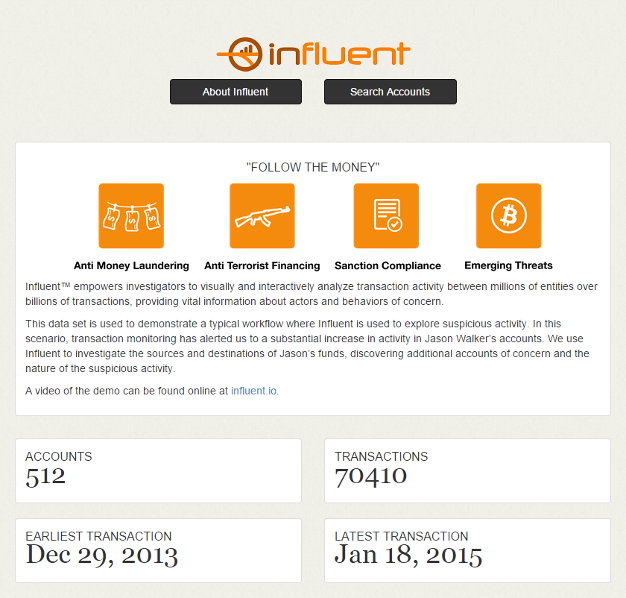 influent
About Influent
Search Accounts
"FOLLOW THE MONEY"
Anti Money Laundering
Anti Terrorist Financing
Sanction Compliance
Emerging Threats
Influent™ empowers investigators to visually and interactively analyze transaction activity between millions of entities over
billions of transactions, providing vital information about actors and behaviors of concern.
This data set is used to demonstrate a typical workflow where Influent is used to explore suspicious activity. In this
scenario, transaction monitoring has alerted us to a substantial increase in activity in Jason Walker's accounts. We use
Influent to investigate the sources and destinations of Jason's funds, discovering additional accounts of concern and the
nature of the suspicious activity.
A video of the demo can be found online at influent.io.
ACCOUNTS
512
TRANSACTIONS
70410
EARLIEST TRANSACTION
Dec 29, 2013
LATEST TRANSACTION
Jan 18, 2015